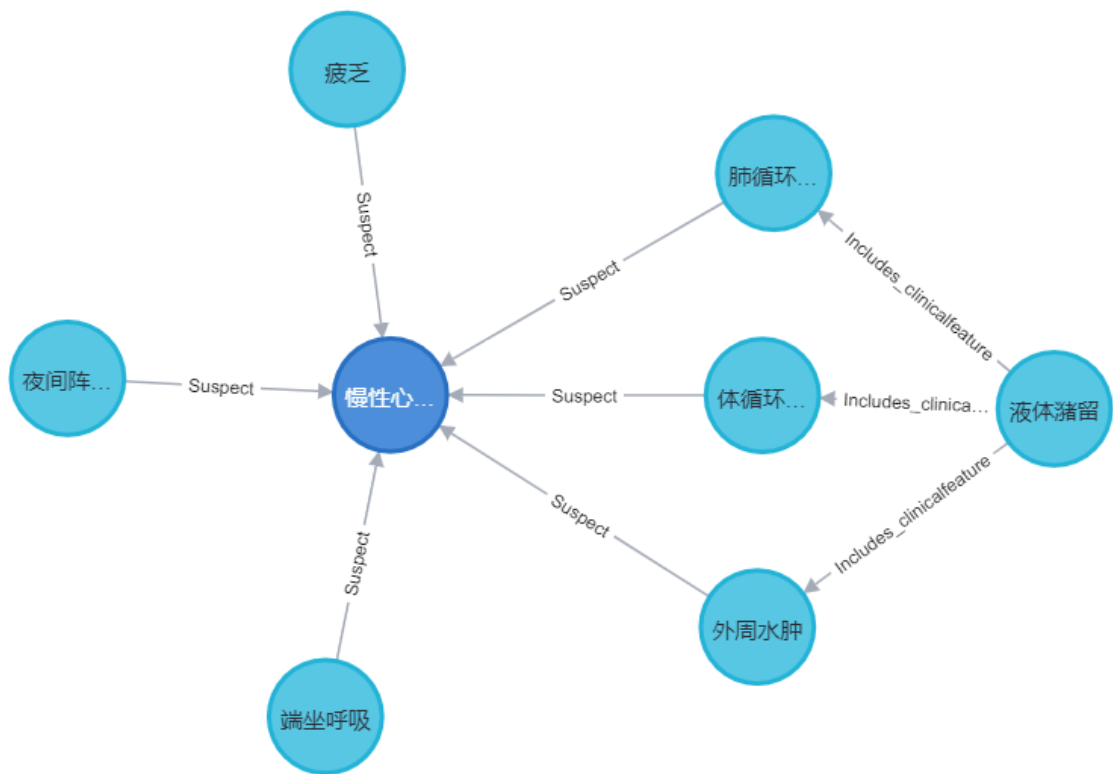 疲乏
Suspect
肺循环…
Suspect
Includes_clinicalfeature
夜间阵…
Suspect
慢性心…
Suspect
体循环…
Includes_clinica…
液体潴留
Suspect
Includes_clinicalfeature
Suspect
外周水肿
端坐呼吸